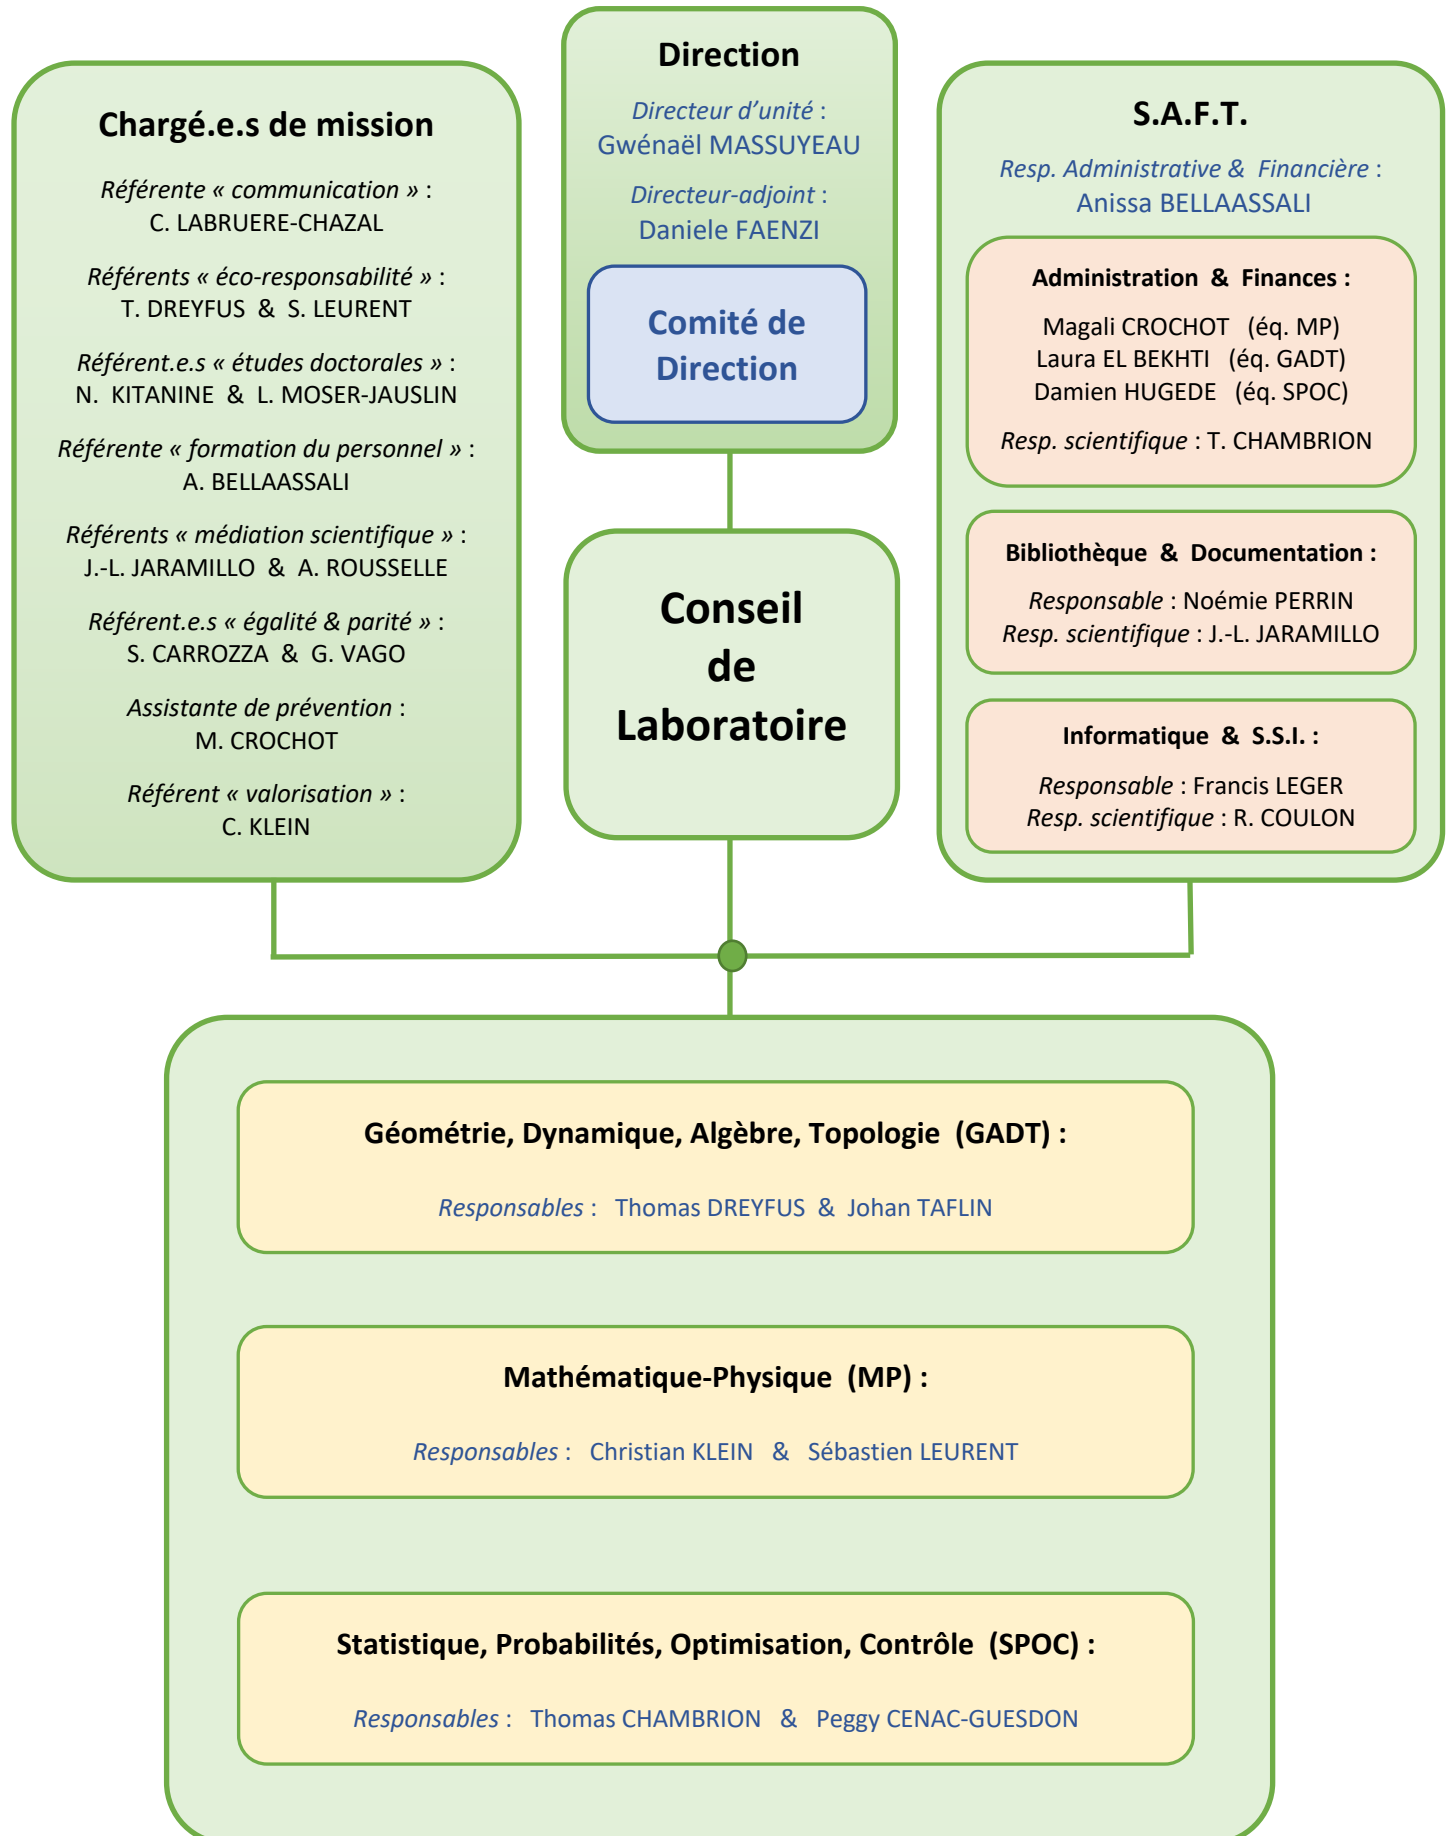 Direction
Directeur d’unité :
Gwénaël MASSUYEAU
Directeur-adjoint :
Daniele FAENZI
Comité de
Direction
Chargé.e.s de mission
Référente « communication » :
C. LABRUERE-CHAZAL
Référents « éco-responsabilité » :
T. DREYFUS & S. LEURENT
Référent.e.s « études doctorales » :
N. KITANINE & L. MOSER-JAUSLIN
Référente « formation du personnel » :
A. BELLAASSALI
Référents « médiation scientifique » :
J.-L. JARAMILLO & A. ROUSSELLE
Référent.e.s « égalité & parité » :
S. CARROZZA & G. VAGO
Assistante de prévention :
M. CROCHOT
Référent « valorisation » :
C. KLEIN
S.A.F.T.
Resp. Administrative & Financière :
Anissa BELLAASSALI
Administration & Finances :
Magali CROCHOT (éq. MP)
Laura EL BEKHTI (éq. GADT)
Damien HUGEDE (éq. SPOC)
Resp. scientifique : T. CHAMBRION
Bibliothèque & Documentation :
Responsable : Noémie PERRIN
Resp. scientifique : J.-L. JARAMILLO
Informatique & S.S.I. :
Responsable : Francis LEGER
Resp. scientifique : R. COULON
Conseil
de
Laboratoire
Géométrie, Dynamique, Algèbre, Topologie (GADT) :
Responsables : Thomas DREYFUS & Johan TAFLIN
Mathématique-Physique (MP) :
Responsables : Christian KLEIN & Sébastien LEURENT
Statistique, Probabilités, Optimisation, Contrôle (SPOC) :
Responsables : Thomas CHAMBRION & Peggy CENAC-GUESDON